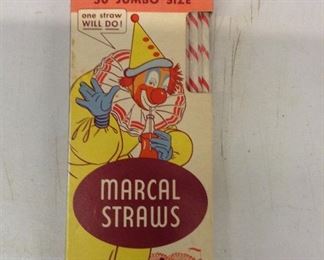 50 JUMBO SIZE
one straw
WILL DO!
MARCAL
STRAWS